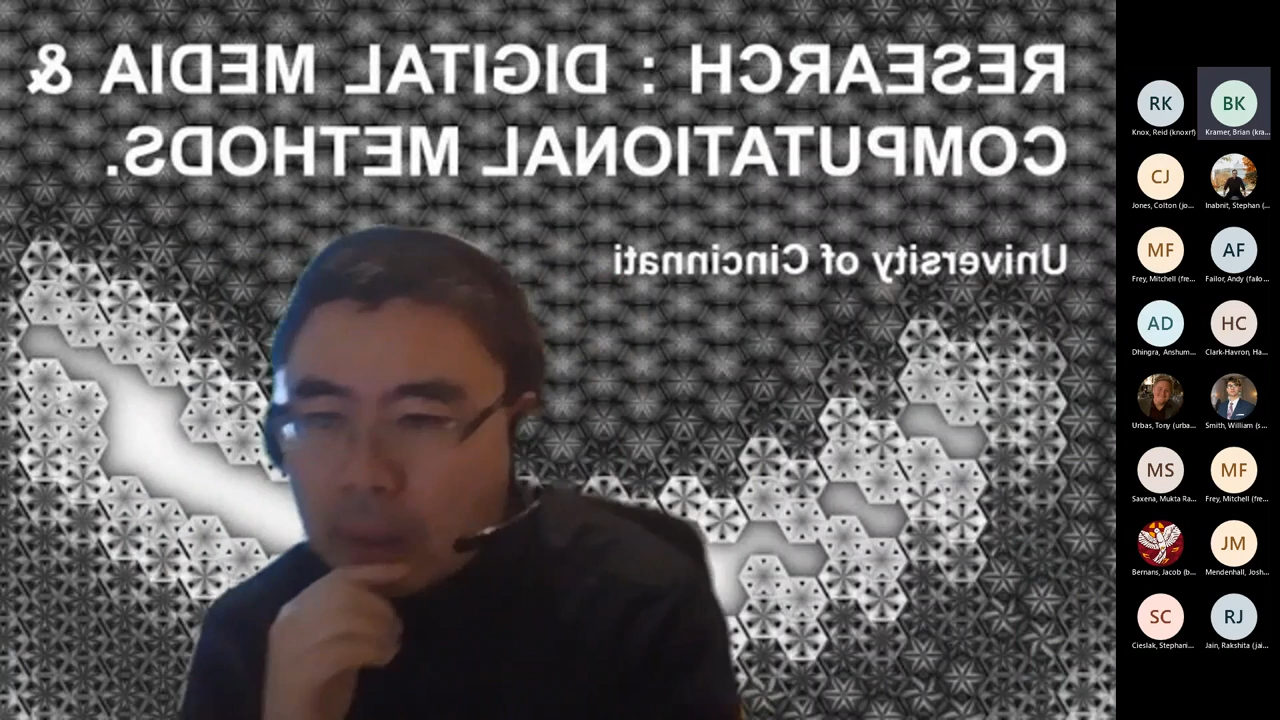 RESEARCH : DIGITAL MEDIA &
COMPUTATIONAL METHODS.
University of Cincinnati
RK
Knox, Reid (knoxrf)
BK
Kramer, Brian (kra...
CJ
Jones, Colton (jo...
Inabnit, Stephan (...
MF
Frey, Mitchell (fre...
AF
Failor, Andy (failo...
AD
Dhingra, Anshum...
HC
Clark-Havron, Ha...
Urbas, Tony (urba...
Smith, William (s...
MS
Saxena, Mukta Ra...
MF
Frey, Mitchell (fre...
Bernans, Jacob (b...
JM
Mendenhall, Josh...
SC
Cieslak, Stephani...
RJ
Jain, Rakshita (jai...